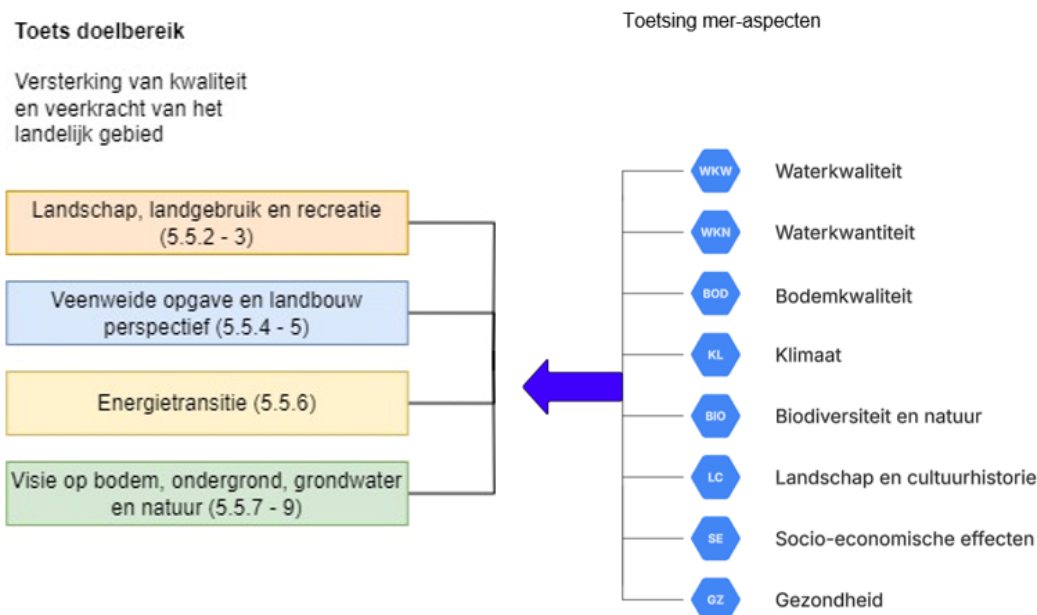 Toets doelbereik
Versterking van kwaliteit
en veerkracht van het
landelijk gebied
Landschap, landgebruik en recreatie
(5.5.2 - 3)
Veenweide opgave en landbouw
perspectief (5.5.4 - 5)
Energietransitie (5.5.6)
Visie op bodem, ondergrond, grondwater
en natuur (5.5.7 - 9)
Toetsing mer-aspecten
WKW Waterkwaliteit
WKN Waterkwantiteit
BOD Bodemkwaliteit
KL Klimaat
BIO Biodiversiteit en natuur
LC Landschap en cultuurhistorie
SE Socio-economische effecten
GZ Gezondheid